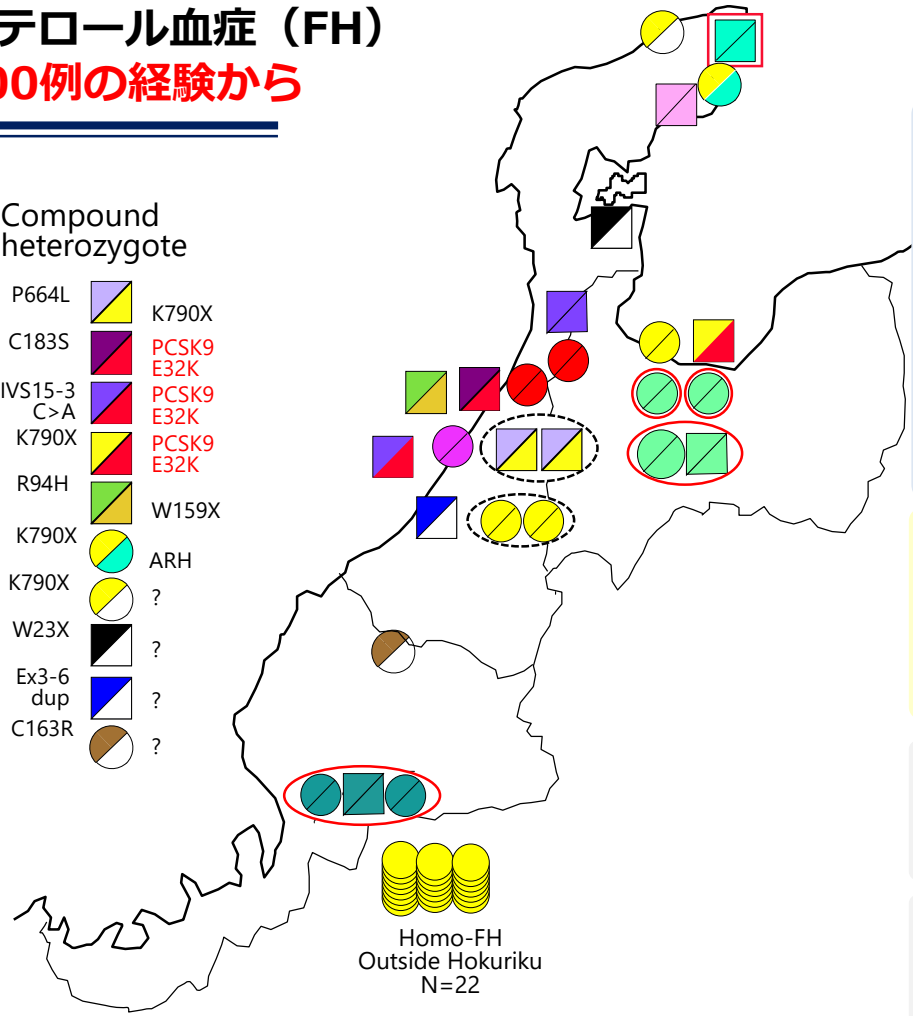 テロール血症（FH）
00例の経験から
Compound
heterozygote
P664L
K790X
C183S
PCSK9
E32K
IVS15-3
C>A
PCSK9
E32K
K790X
PCSK9
E32K
R94H
W159X
K790X
ARH
K790X
?
W23X
?
Ex3-6
dup
?
C163R
?
Homo-FH
Outside Hokuriku
N=22